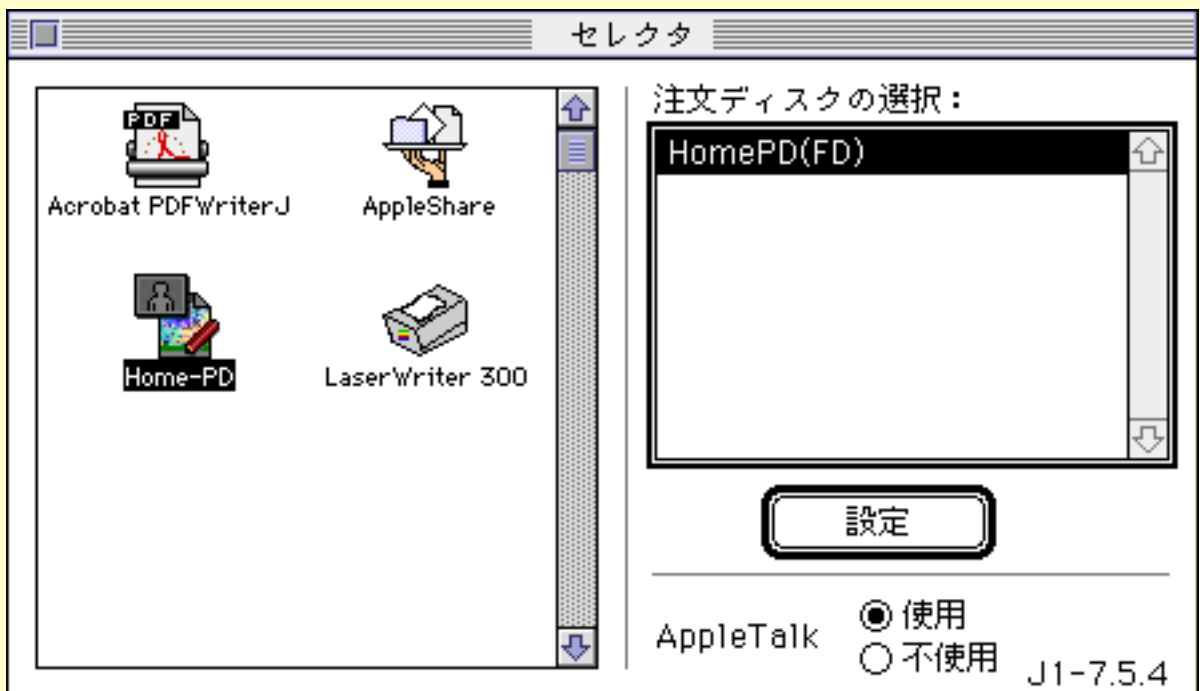 セレクタ
PDF
Acrobat PDFWriterJ
AppleShare
Home-PD
LaserWriter 300
注文ディスクの選択：
HomePD(FD)
設定
AppleTalk
使用
不使用
J1-7.5.4